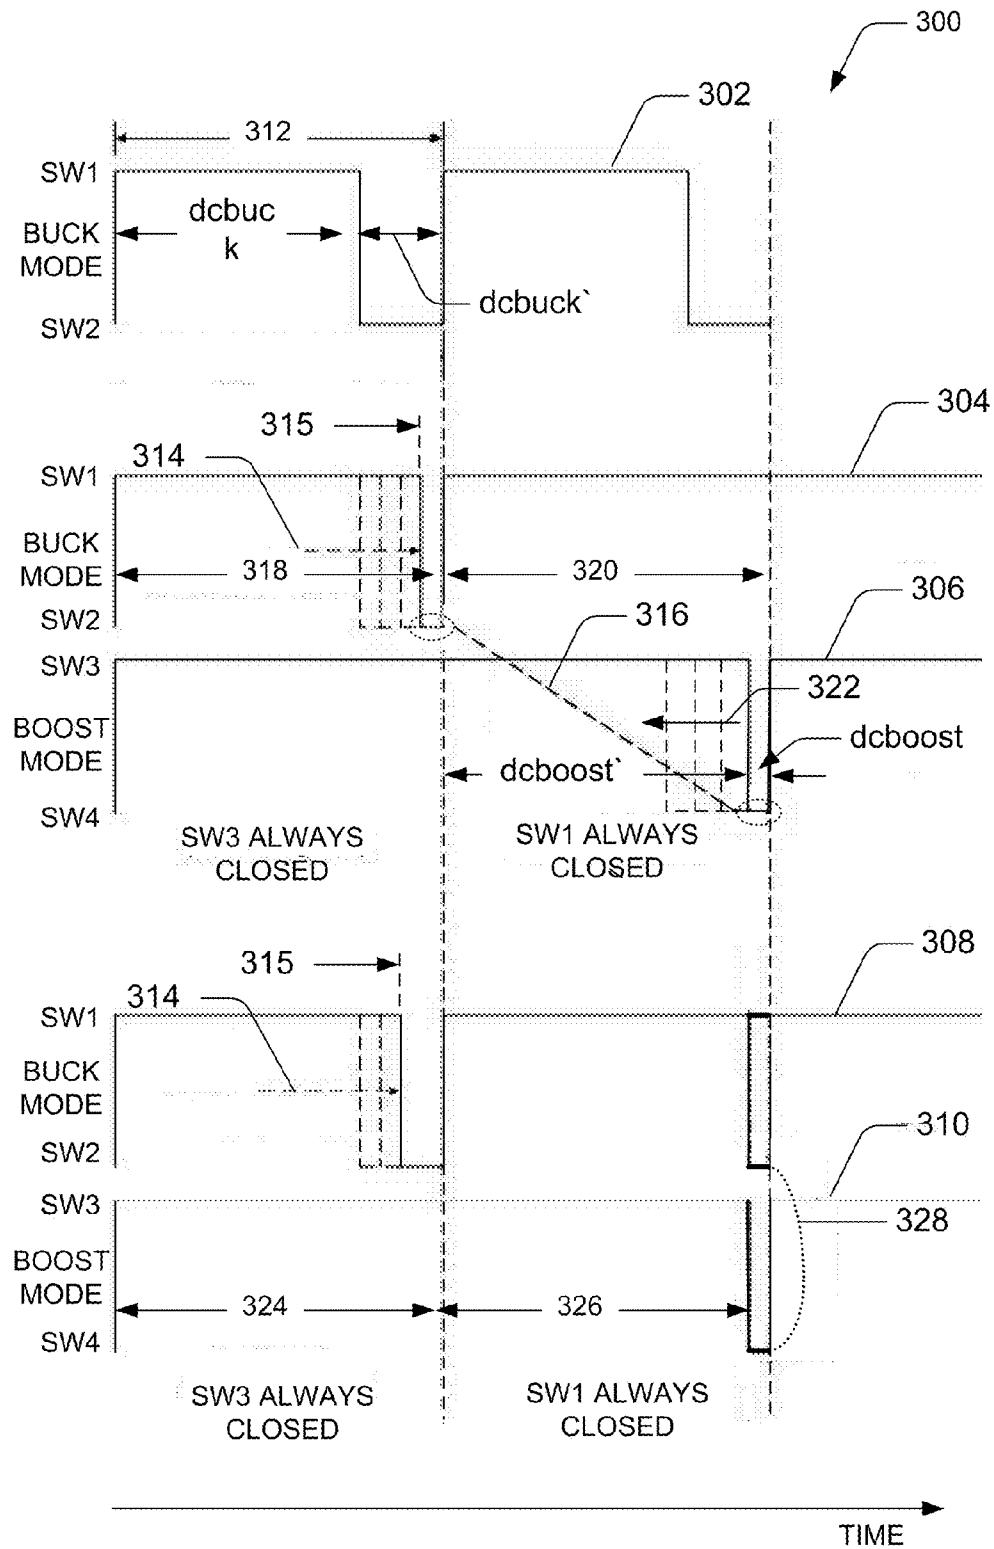 300
302
312
SW1
dcbuc
k
BUCK
MODE
dcbuck`
SW2
304
315
314
SW1
BUCK
MODE
318
320
306
SW2
316
SW3
322
BOOST
MODE
dcboost
dcboost`
SW4
SW3 ALWAYS
CLOSED
SW1 ALWAYS
CLOSED
308
315
314
SW1
BUCK
MODE
310
SW2
SW3
328
BOOST
MODE
324
326
SW4
SW3 ALWAYS
CLOSED
SW1 ALWAYS
CLOSED
TIME